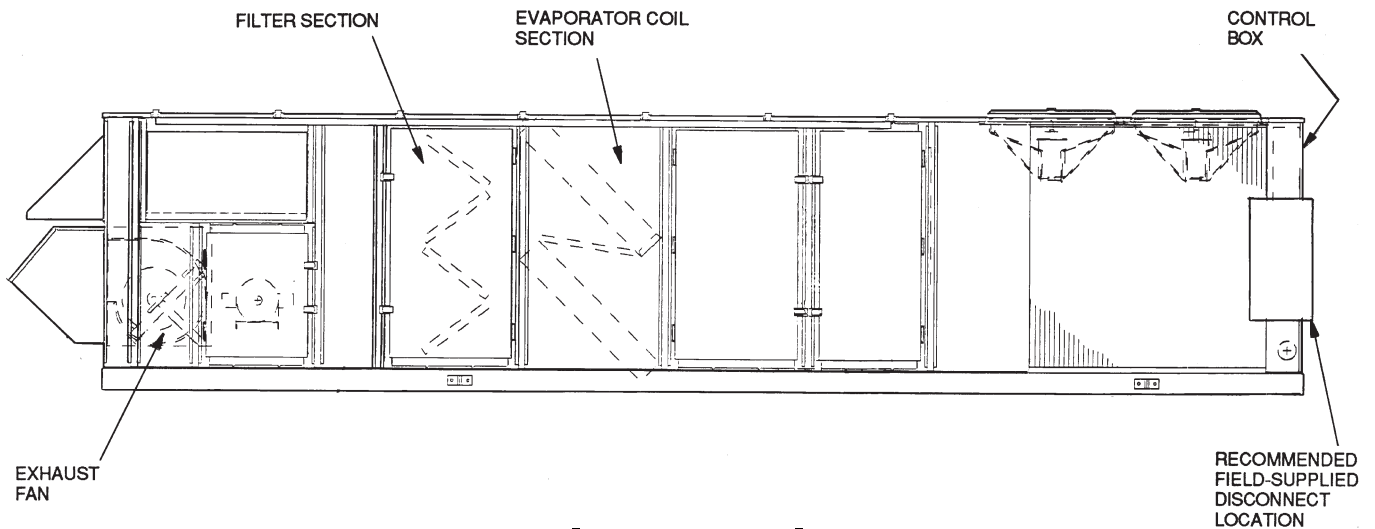 FILTER SECTION
EVAPORATOR COIL
SECTION
CONTROL
BOX
EXHAUST
FAN
RECOMMENDED
FIELD-SUPPLIED
DISCONNECT
LOCATION